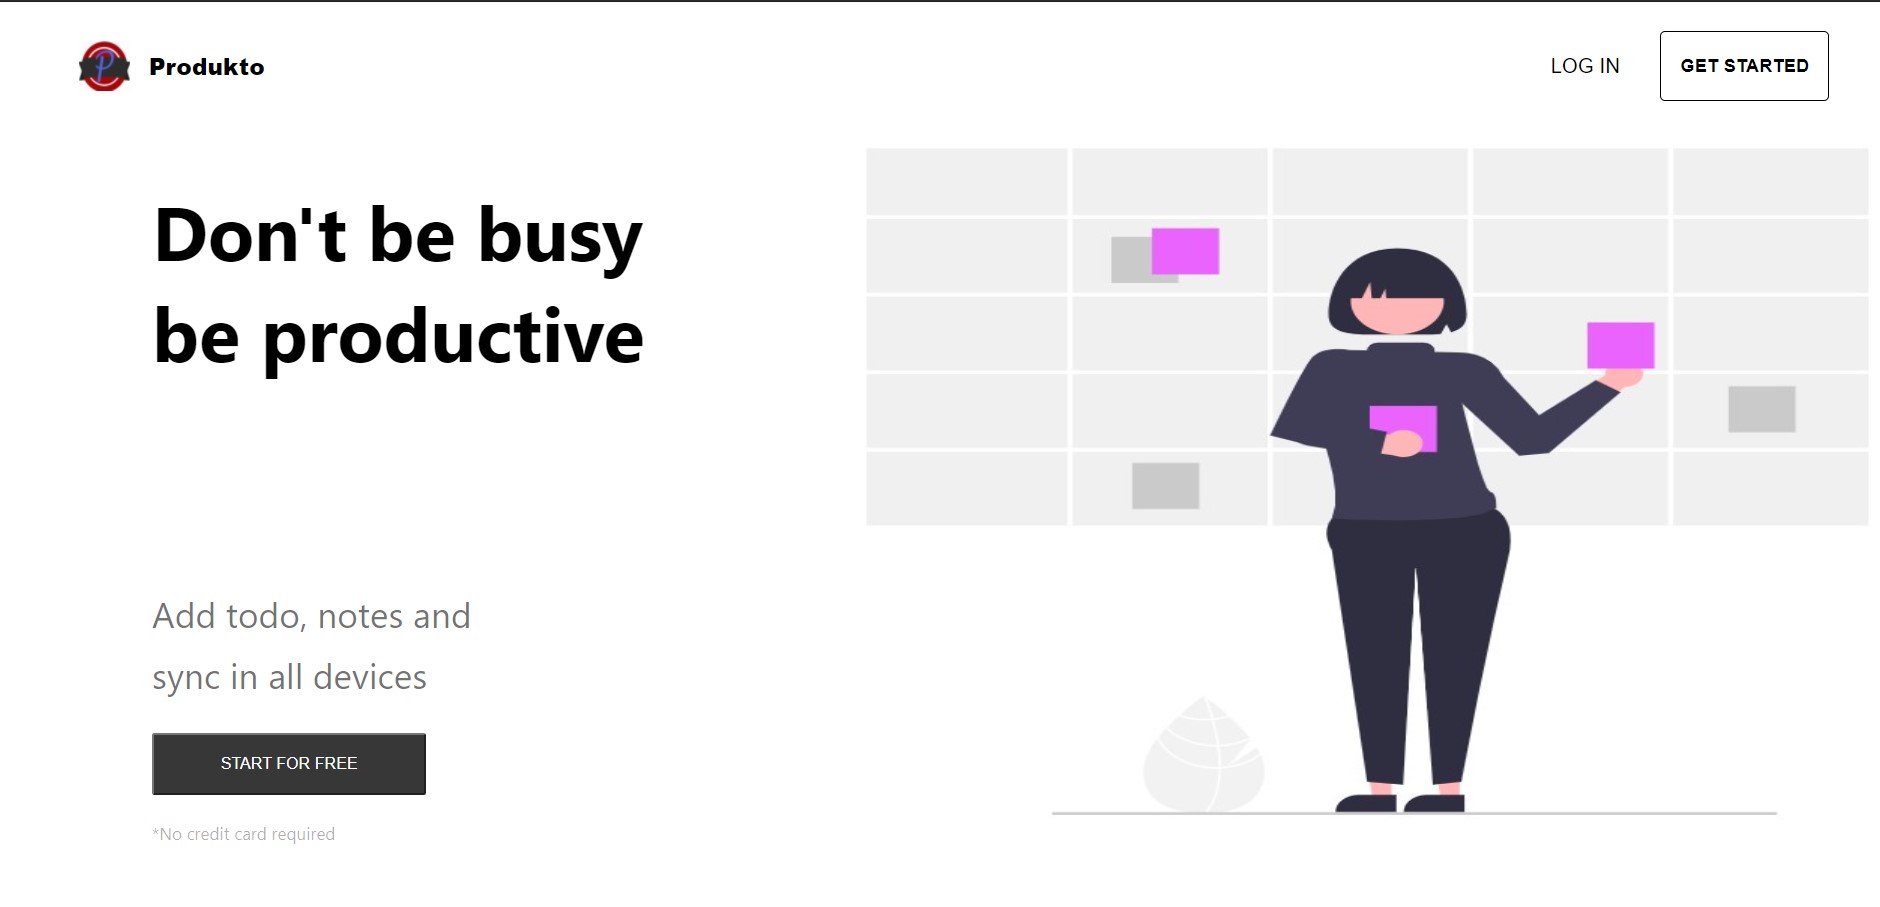 P
Produkto
LOG IN
GET STARTED
Don't be busy
be productive
Add todo, notes and
sync in all devices
START FOR FREE
*No credit card required